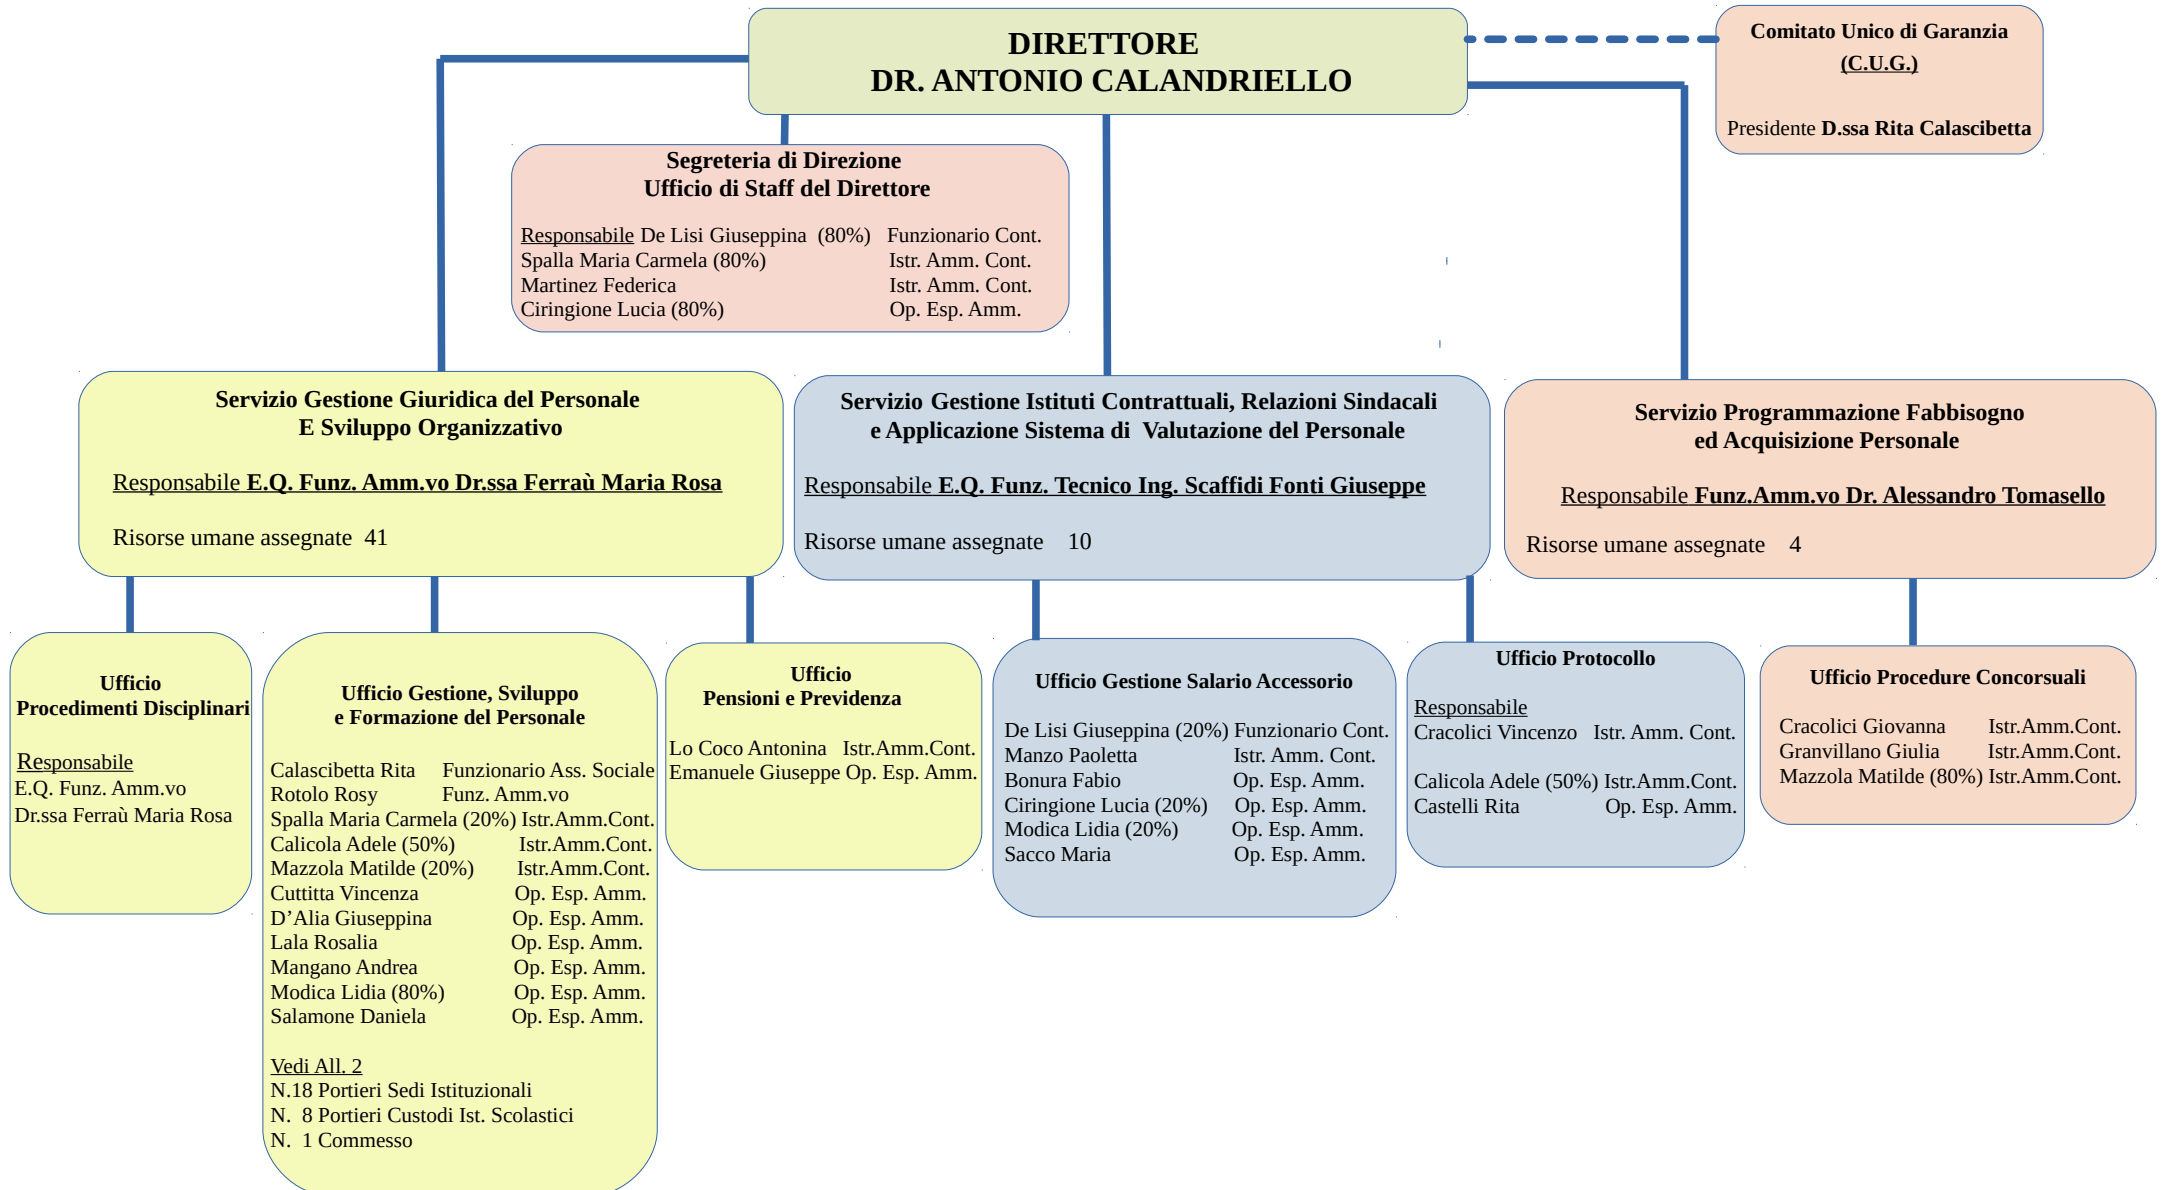 DIRETTORE
DR. ANTONIO CALANDRIELLO
Comitato Unico di Garanzia
(C.U.G.)
Presidente D.ssa Rita Calascibetta
Segreteria di Direzione
Ufficio di Staff del Direttore
Responsabile De Lisi Giuseppina (80%) Funzionario Cont.
Spalla Maria Carmela (80%) Istr. Amm. Cont.
Martinez Federica Istr. Amm. Cont.
Ciringione Lucia (80%) Op. Esp. Amm.
Servizio Gestione Giuridica del Personale
E Sviluppo Organizzativo
Responsabile E.Q. Funz. Amm.vo Dr.ssa Ferraù Maria Rosa
Risorse umane assegnate 41
Servizio Gestione Istituti Contrattuali, Relazioni Sindacali
e Applicazione Sistema di Valutazione del Personale
Responsabile E.Q. Funz. Tecnico Ing. Scaffidi Fonti Giuseppe
Risorse umane assegnate 10
Servizio Programmazione Fabbisogno
ed Acquisizione Personale
Responsabile Funz.Amm.vo Dr. Alessandro Tomasello
Risorse umane assegnate 4
Ufficio
Procedimenti Disciplinari
Responsabile
E.Q. Funz. Amm.vo
Dr.ssa Ferraù Maria Rosa
Ufficio Gestione, Sviluppo
e Formazione del Personale
Calascibetta Rita Funzionario Ass. Sociale
Rotolo Rosy Funz. Amm.vo
Spalla Maria Carmela (20%) Istr.Amm.Cont.
Calicola Adele (50%) Istr.Amm.Cont.
Mazzola Matilde (20%) Istr.Amm.Cont.
Cuttitta Vincenza Op. Esp. Amm.
D’Alia Giuseppina Op. Esp. Amm.
Lala Rosalia Op. Esp. Amm.
Mangano Andrea Op. Esp. Amm.
Modica Lidia (80%) Op. Esp. Amm.
Salamone Daniela Op. Esp. Amm.
Vedi All. 2
N.18 Portieri Sedi Istituzionali
N. 8 Portieri Custodi Ist. Scolastici
N. 1 Commesso
Ufficio
Pensioni e Previdenza
Lo Coco Antonina Istr.Amm.Cont.
Emanuele Giuseppe Op. Esp. Amm.
Ufficio Gestione Salario Accessorio
De Lisi Giuseppina (20%) Funzionario Cont.
Manzo Paoletta Istr. Amm. Cont.
Bonura Fabio Op. Esp. Amm.
Ciringione Lucia (20%) Op. Esp. Amm.
Modica Lidia (20%) Op. Esp. Amm.
Sacco Maria Op. Esp. Amm.
Ufficio Protocollo
Responsabile
Cracolici Vincenzo Istr. Amm. Cont.
Calicola Adele (50%) Istr.Amm.Cont.
Castelli Rita Op. Esp. Amm.
Ufficio Procedure Concorsuali
Cracolici Giovanna Istr.Amm.Cont.
Granvillano Giulia Istr.Amm.Cont.
Mazzola Matilde (80%) Istr.Amm.Cont.